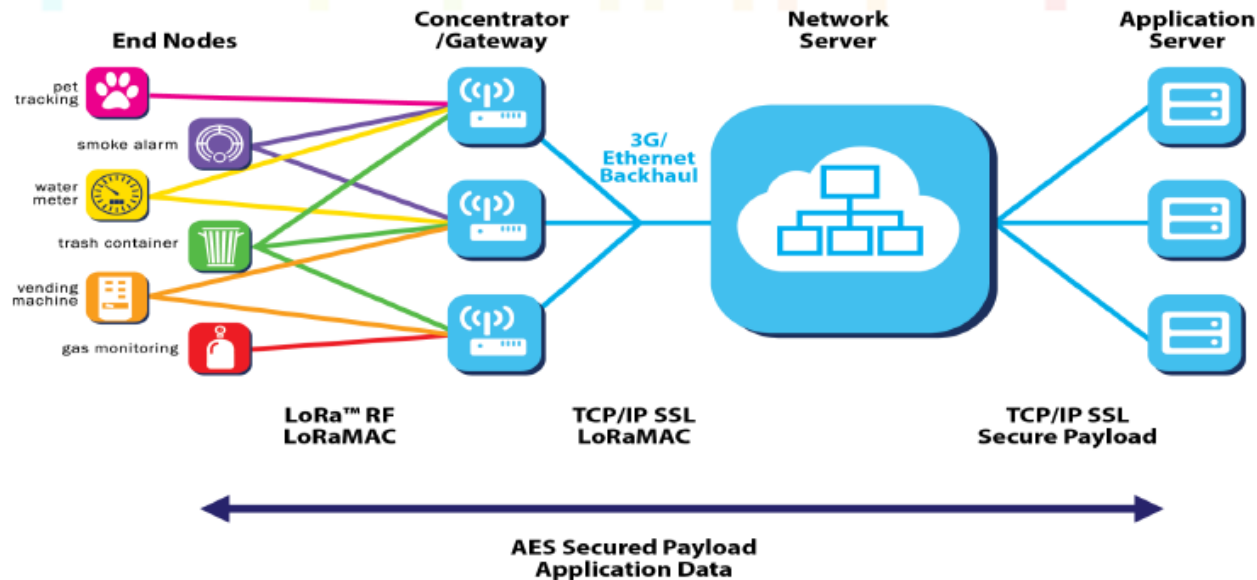 End Nodes
Concentrator
/Gateway
Network
Server
Application
Server
pet
tracking
smoke alarm
water
meter
trash container
vending
machine
gas monitoring
3G/
Ethernet
Backhaul
LoRa™ RF
LoRaMAC
TCP/IP SSL
LoRaMAC
TCP/IP SSL
Secure Payload
AES Secured Payload
Application Data